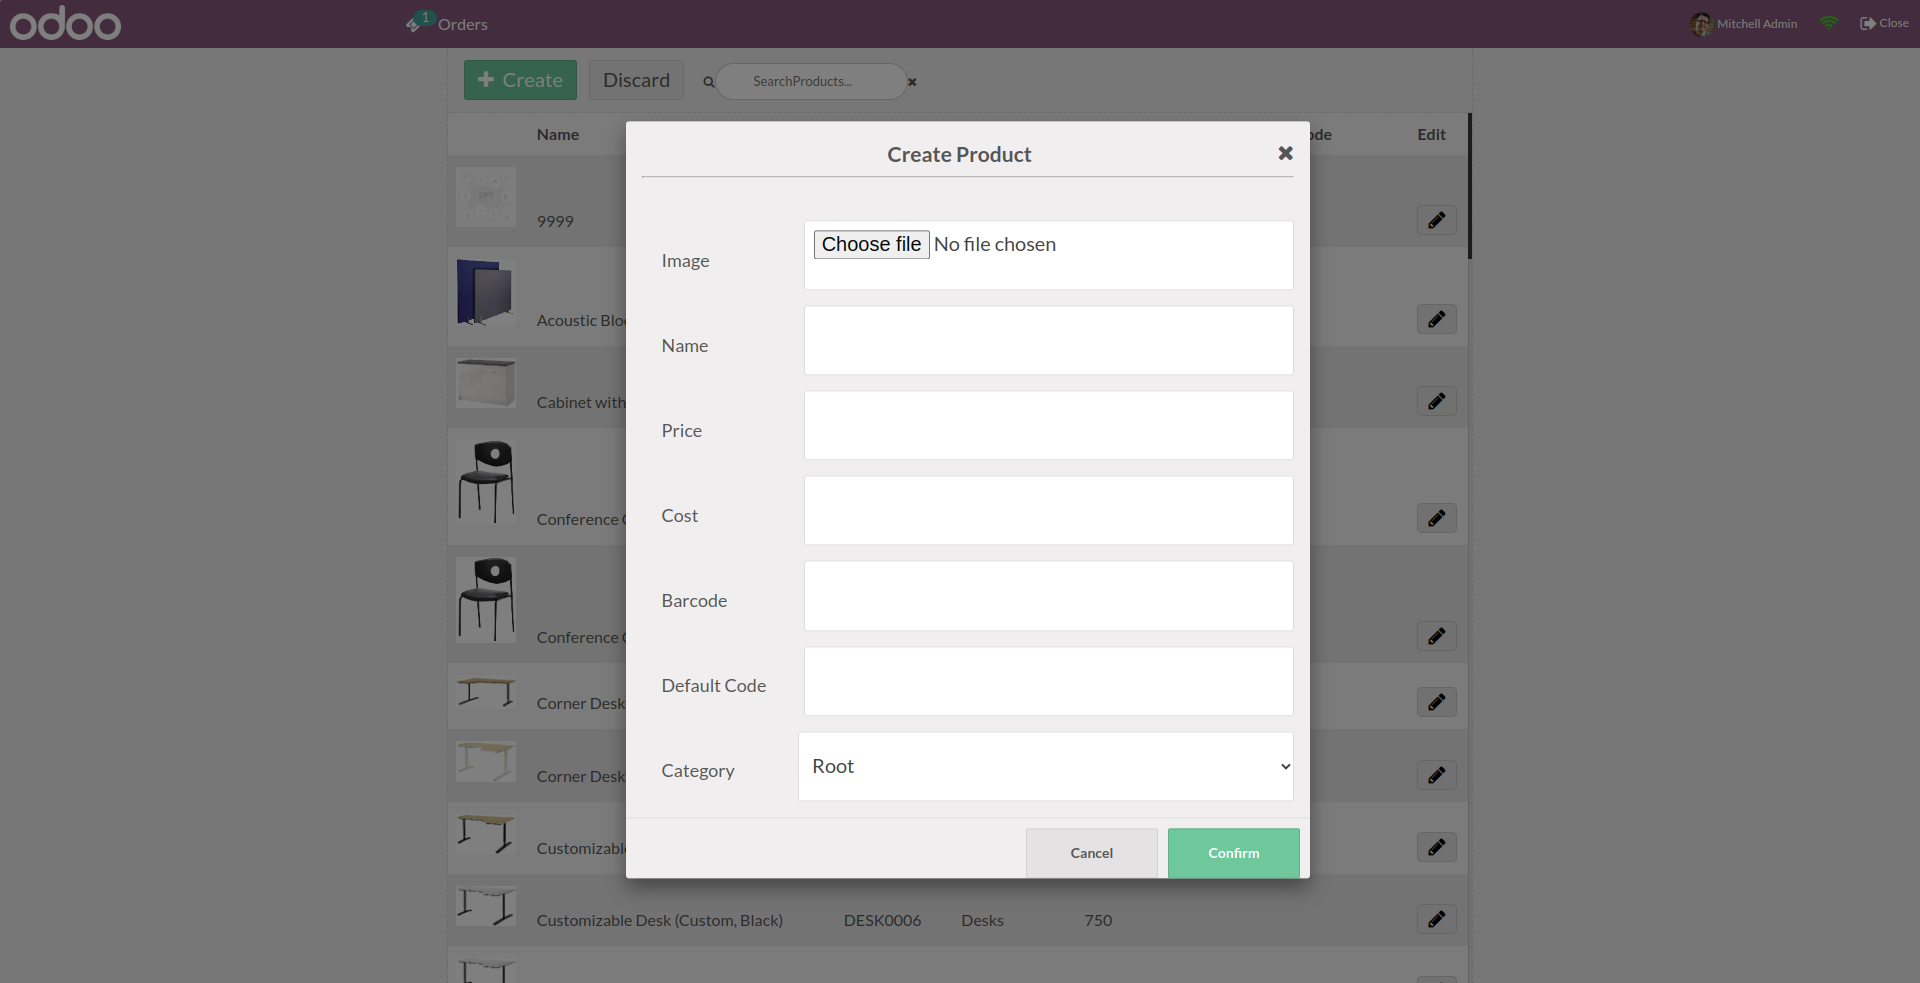 odoo
1
Orders
Mitchell Admin
Close
Create
Discard
SearchProducts...
Name
ode
Edit
Create Product
9999
Image
Choose file No file chosen
Acoustic Blo
Name
Cabinet with
Price
Conference
Cost
Barcode
Conference
Default Code
Corner Desk
Category
Root
Corner Desk
Customizable
Cancel
Confirm
Customizable Desk (Custom, Black) DESK0006 Desks 750